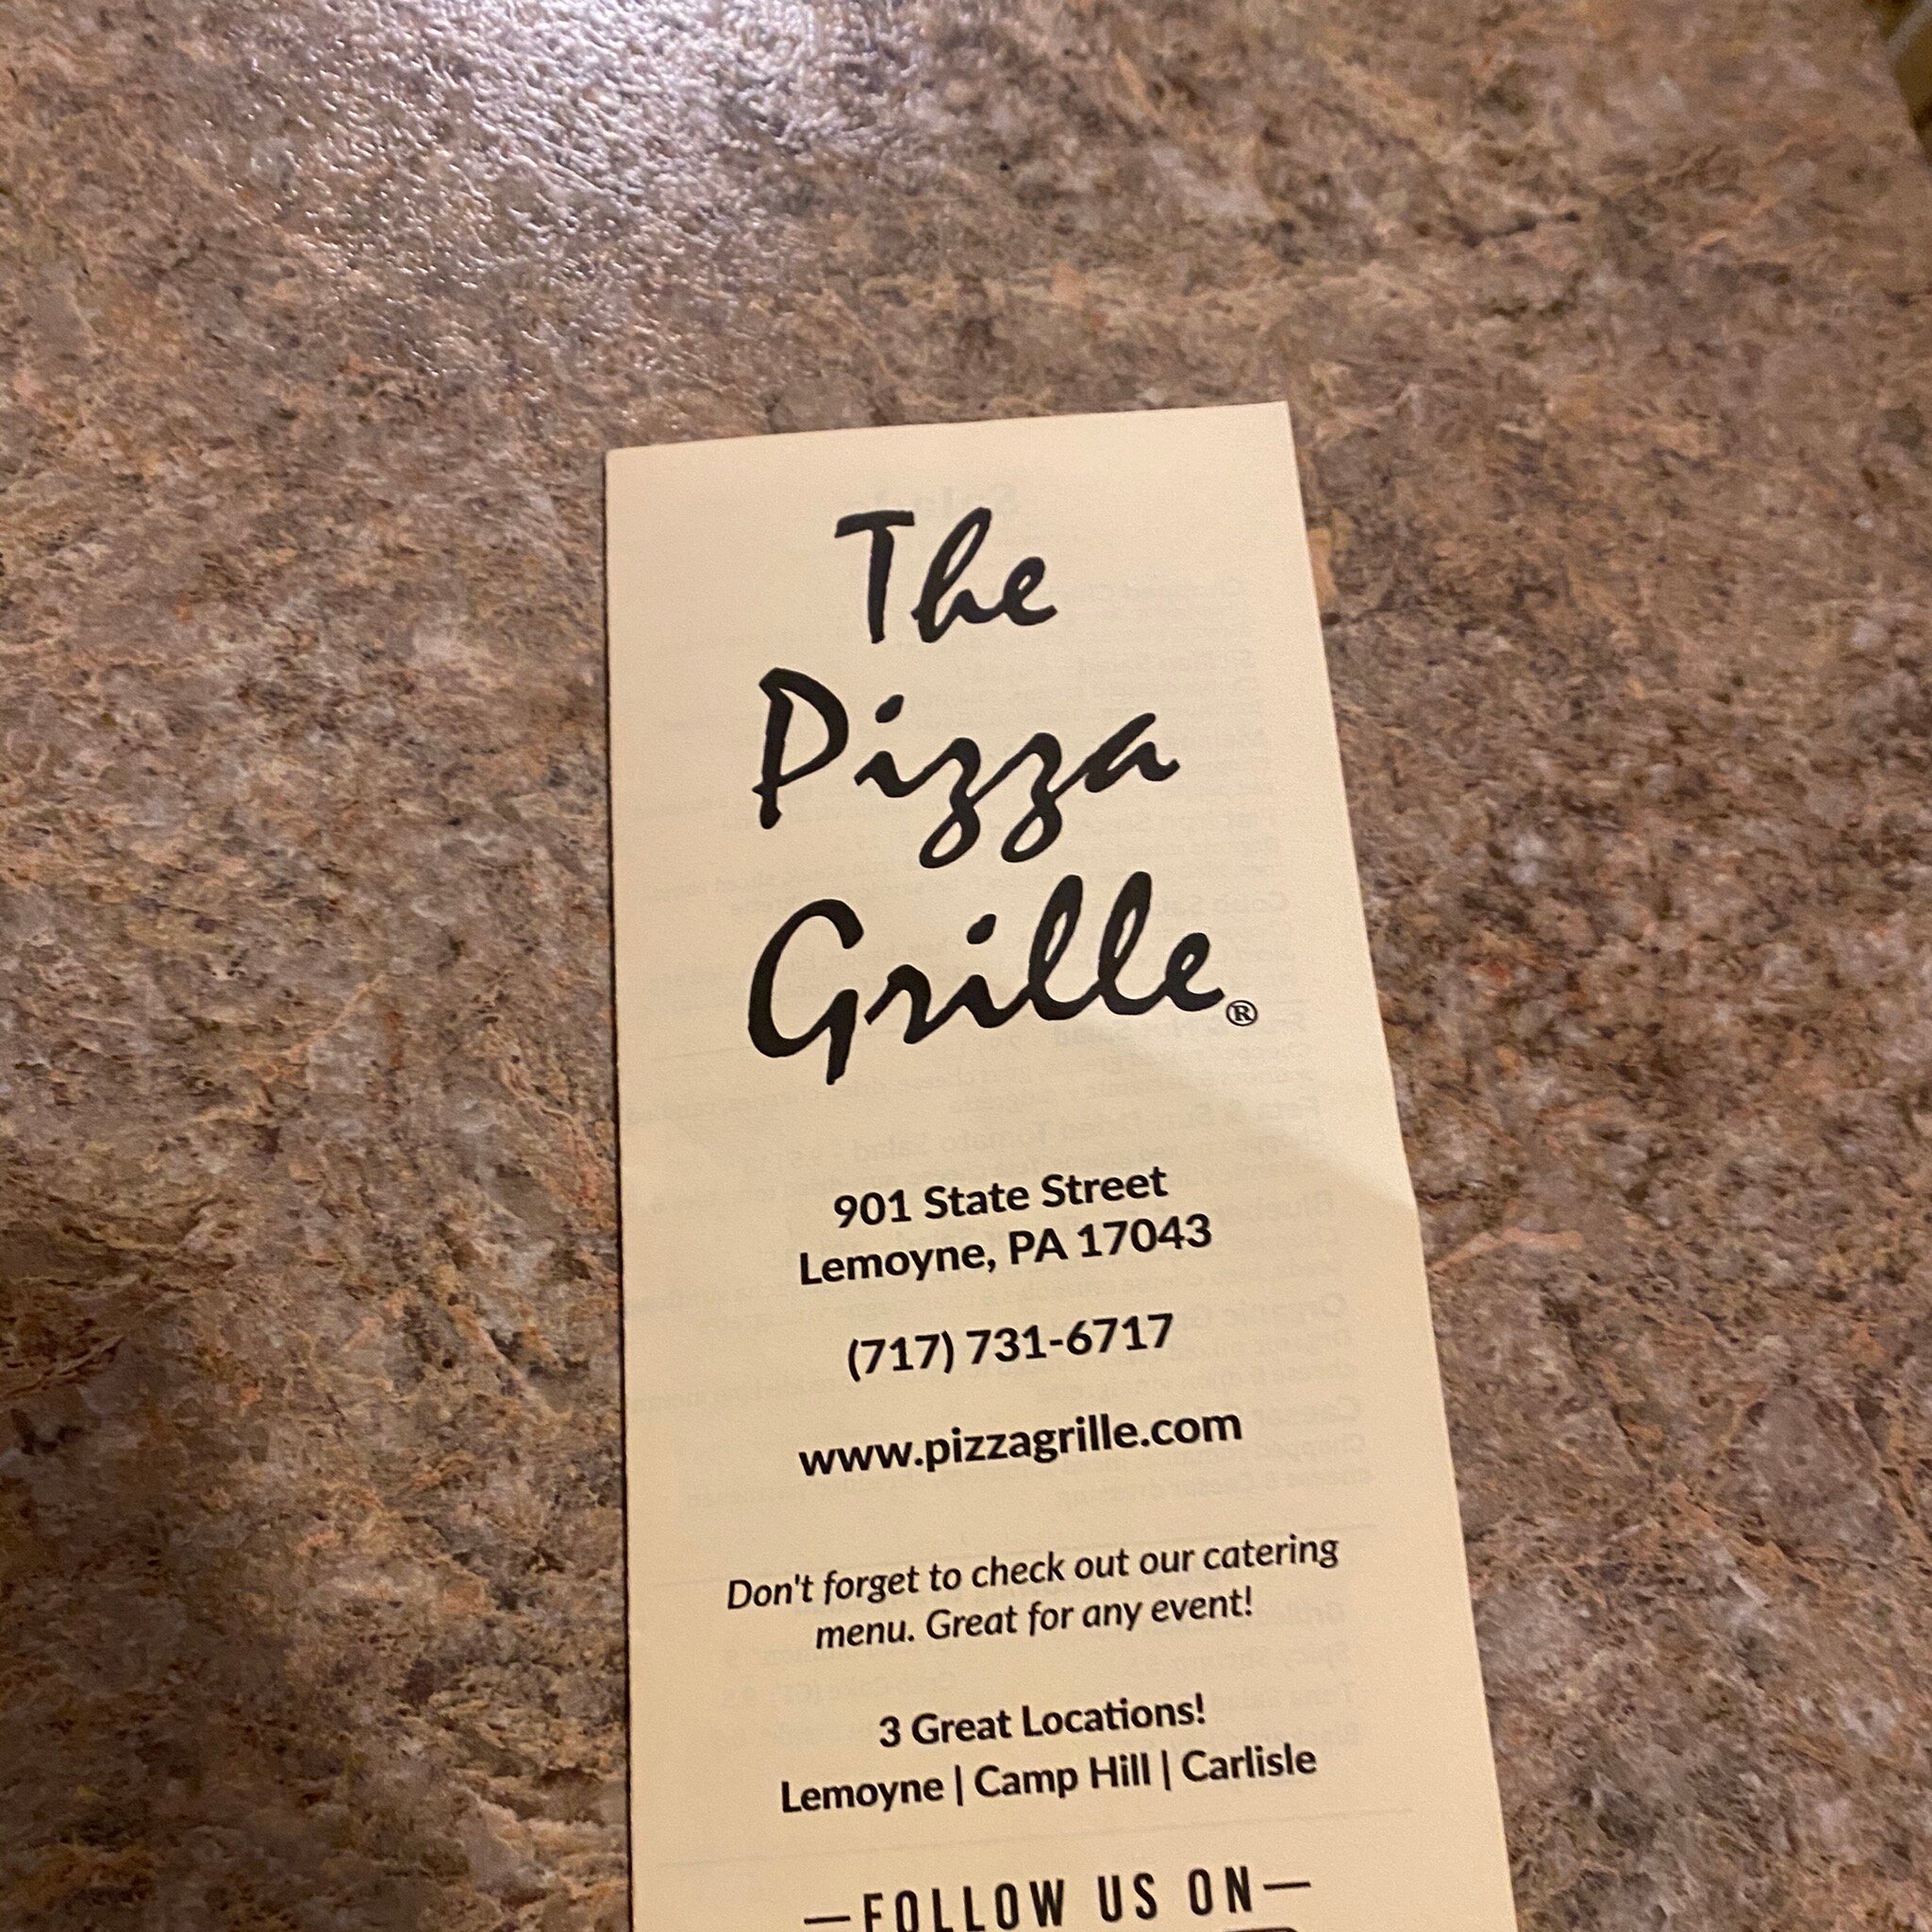 The
Pizza
Grille®
901 State Street
Lemoyne, PA 17043
(717) 731-6717
www.pizzagrille.com
Don't forget to check out our catering
menu. Great for any event!
3 Great Locations!
Lemoyne | Camp Hill | Carlisle
—FOLLOW US ON—